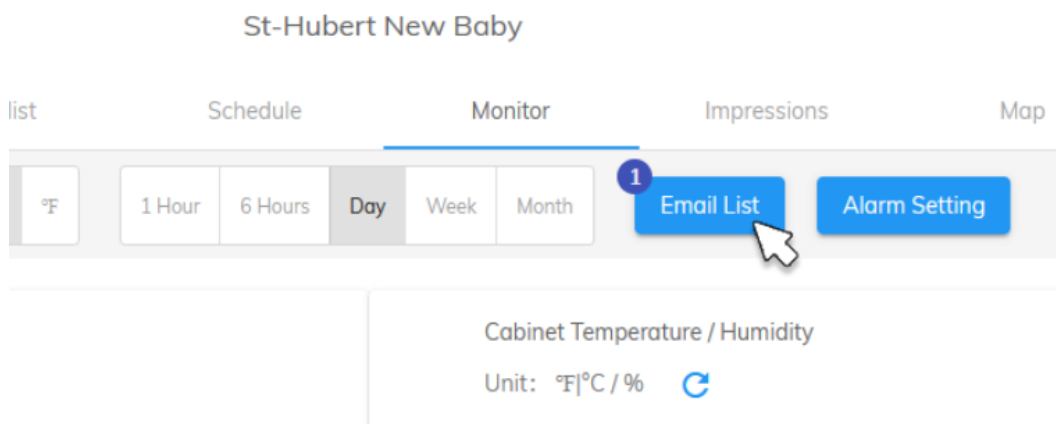 St-Hubert New Baby
list Schedule Monitor Impressions Map
℉ 1 Hour 6 Hours Day Week Month 1 Email List Alarm Setting
Cabinet Temperature / Humidity
Unit: ℉|°C / %